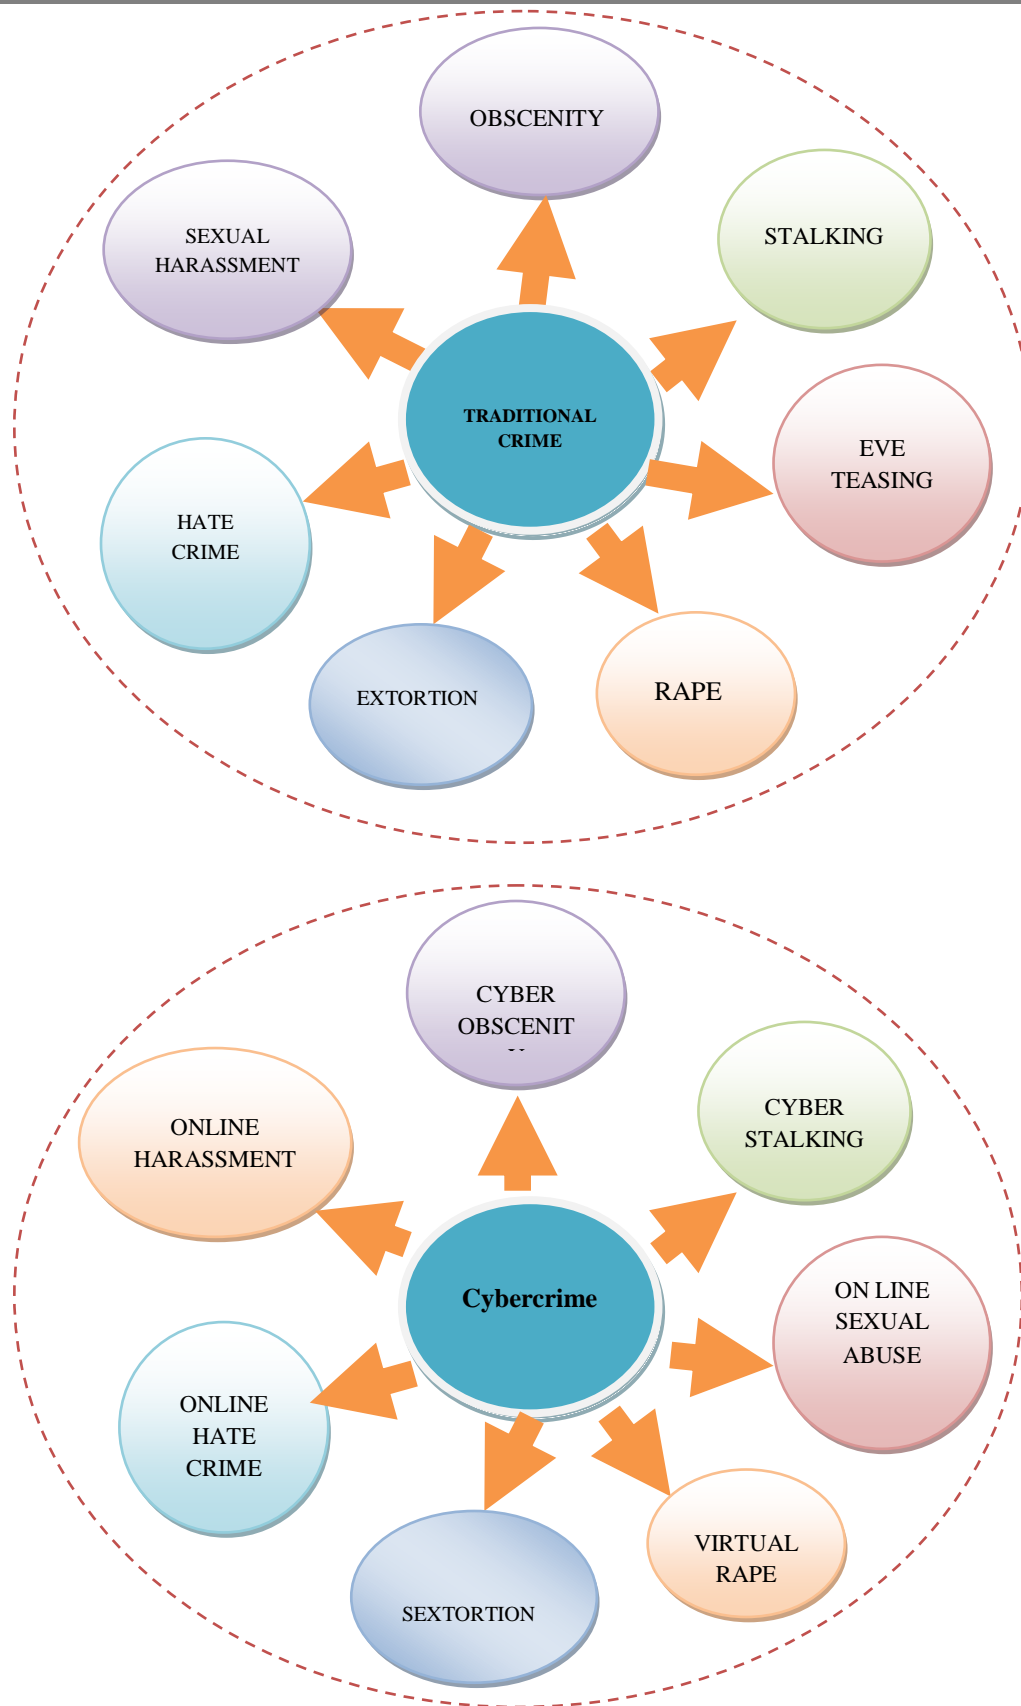 OBSCENITY
SEXUAL
HARASSMENT
STALKING
TRADITIONAL
CRIME
EVE
TEASING
HATE
CRIME
EXTORTION
RAPE
CYBER
OBSCENIT
ONLINE
HARASSMENT
CYBER
STALKING
Cybercrime
ON LINE
SEXUAL
ABUSE
ONLINE
HATE
CRIME
VIRTUAL
RAPE
SEXTORTION